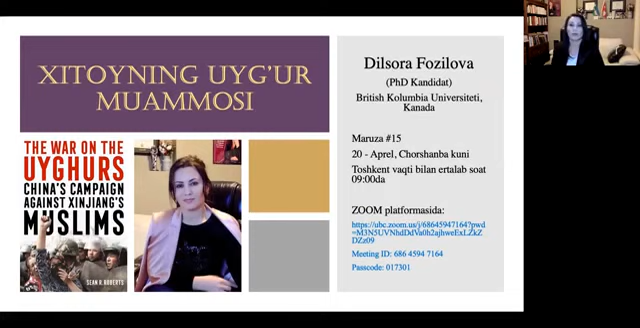 XITOYNING UYG'UR
MUAMMOSI
THE WAR ON THE
UYGHURS
CHINA'S CAMPAIGN
AGAINST XINJIANG'S
MUSLIMS
SEAN R. ROBERTS
Dilsora Fozilova
(PhD Kandidat)
British Kolumbia Universiteti,
Kanada
Maruza #15
20 - Aprel, Chorshanba kuni
Toshkent vaqti bilan ertalab soat
09:00da
ZOOM platformasida:
https://ubc.zoom.us/j/68645947164?pwd
=M3N5UVNhdDdVa0h2ajhweExLZkZ
DZz09
Meeting ID: 686 4594 7164
Passcode: 017301